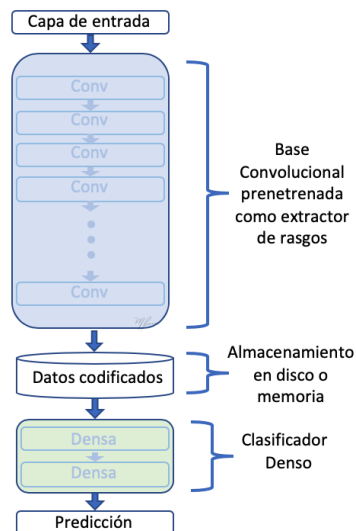 Capa de entrada
Conv
Conv
Conv
Conv
Conv
Base
Convolucional
prenetrenada
como extractor
de rasgos
Datos codificados
Almacenamiento
en disco o
memoria
Densa
Densa
Clasificador
Denso
Predicción